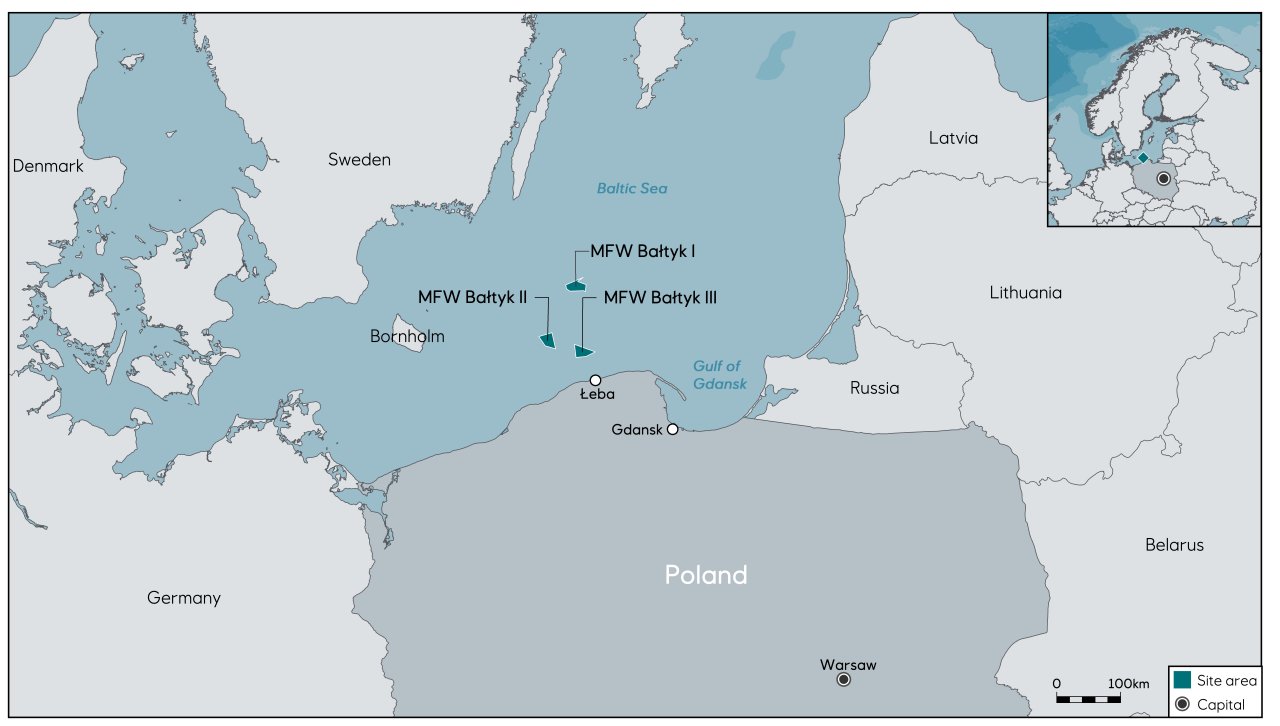 Denmark
Sweden
Latvia
Baltic Sea
MFW Bałtyk I
MFW Bałtyk II
MFW Bałtyk III
Lithuania
Bornholm
Gulf of
Gdansk
Russia
Łeba
Gdansk
Belarus
Poland
Germany
Warsaw
0 100km
Site area
Capital